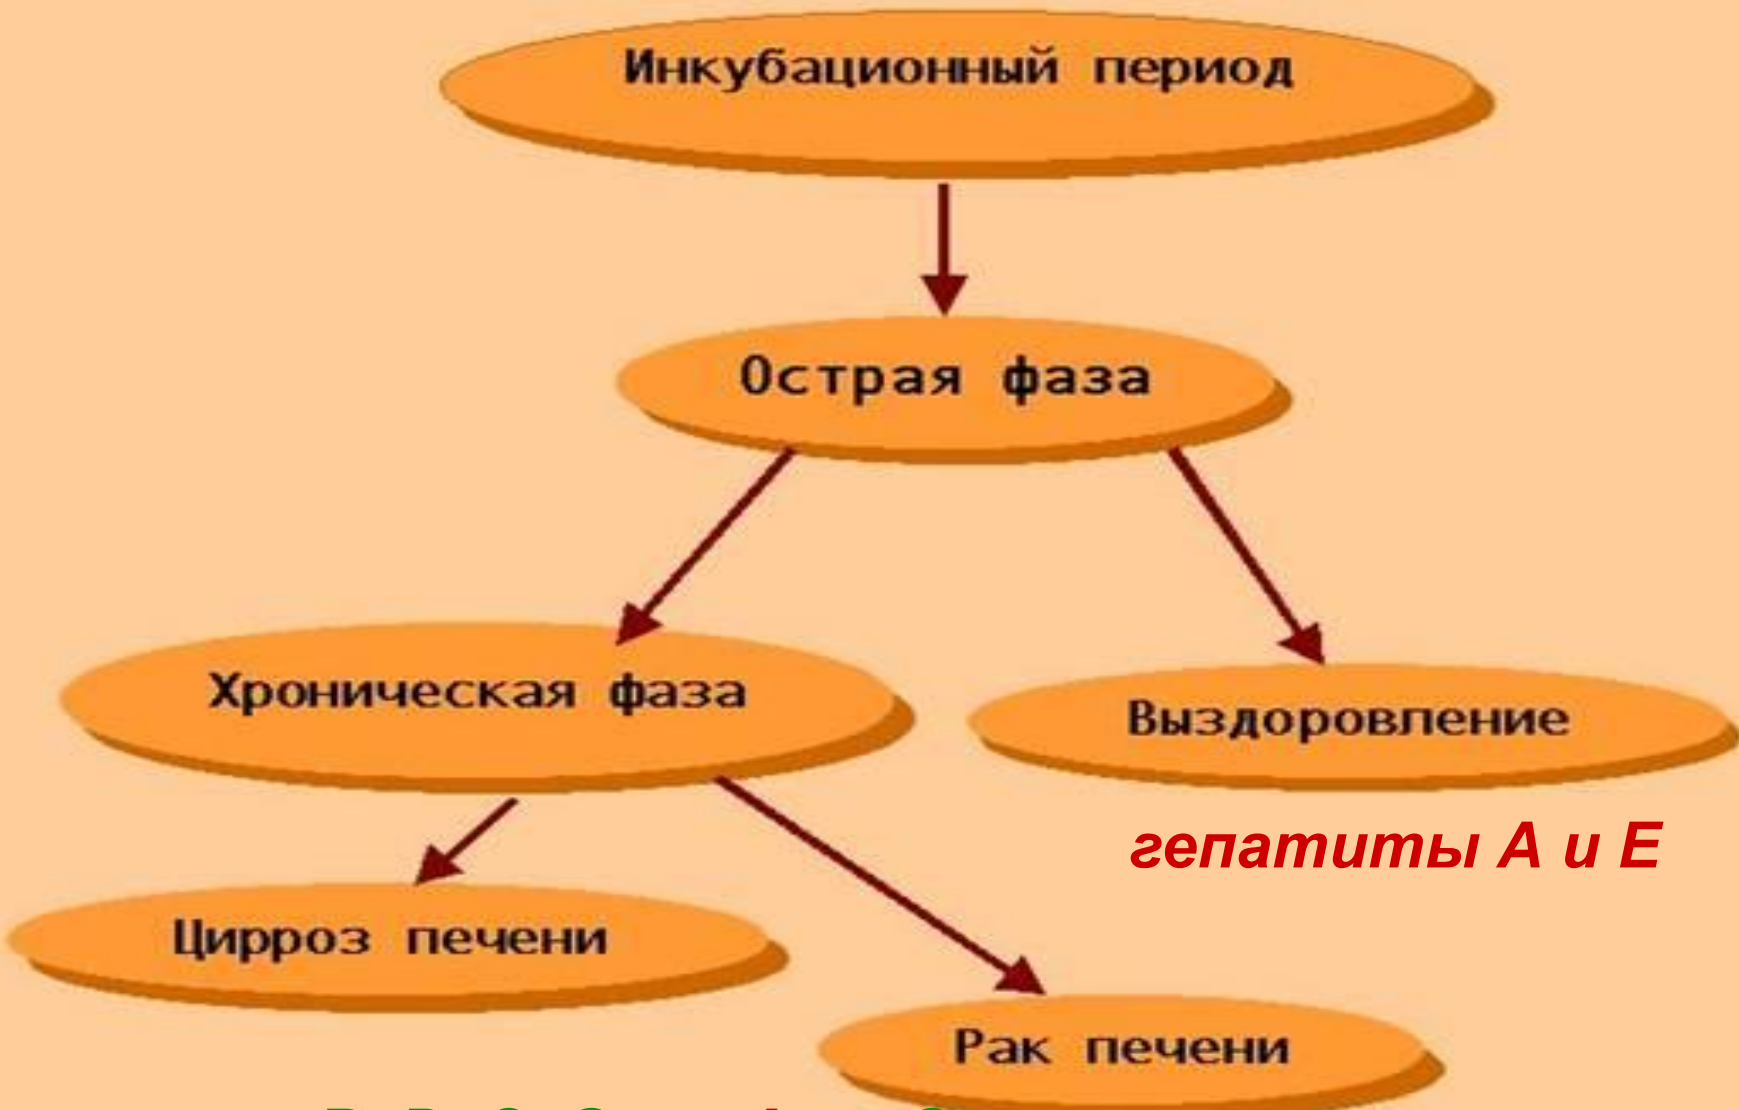 Инкубационный период
Острая фаза
Хроническая фаза
Выздоровление
гепатиты А и Е
Цирроз печени
Рак печени